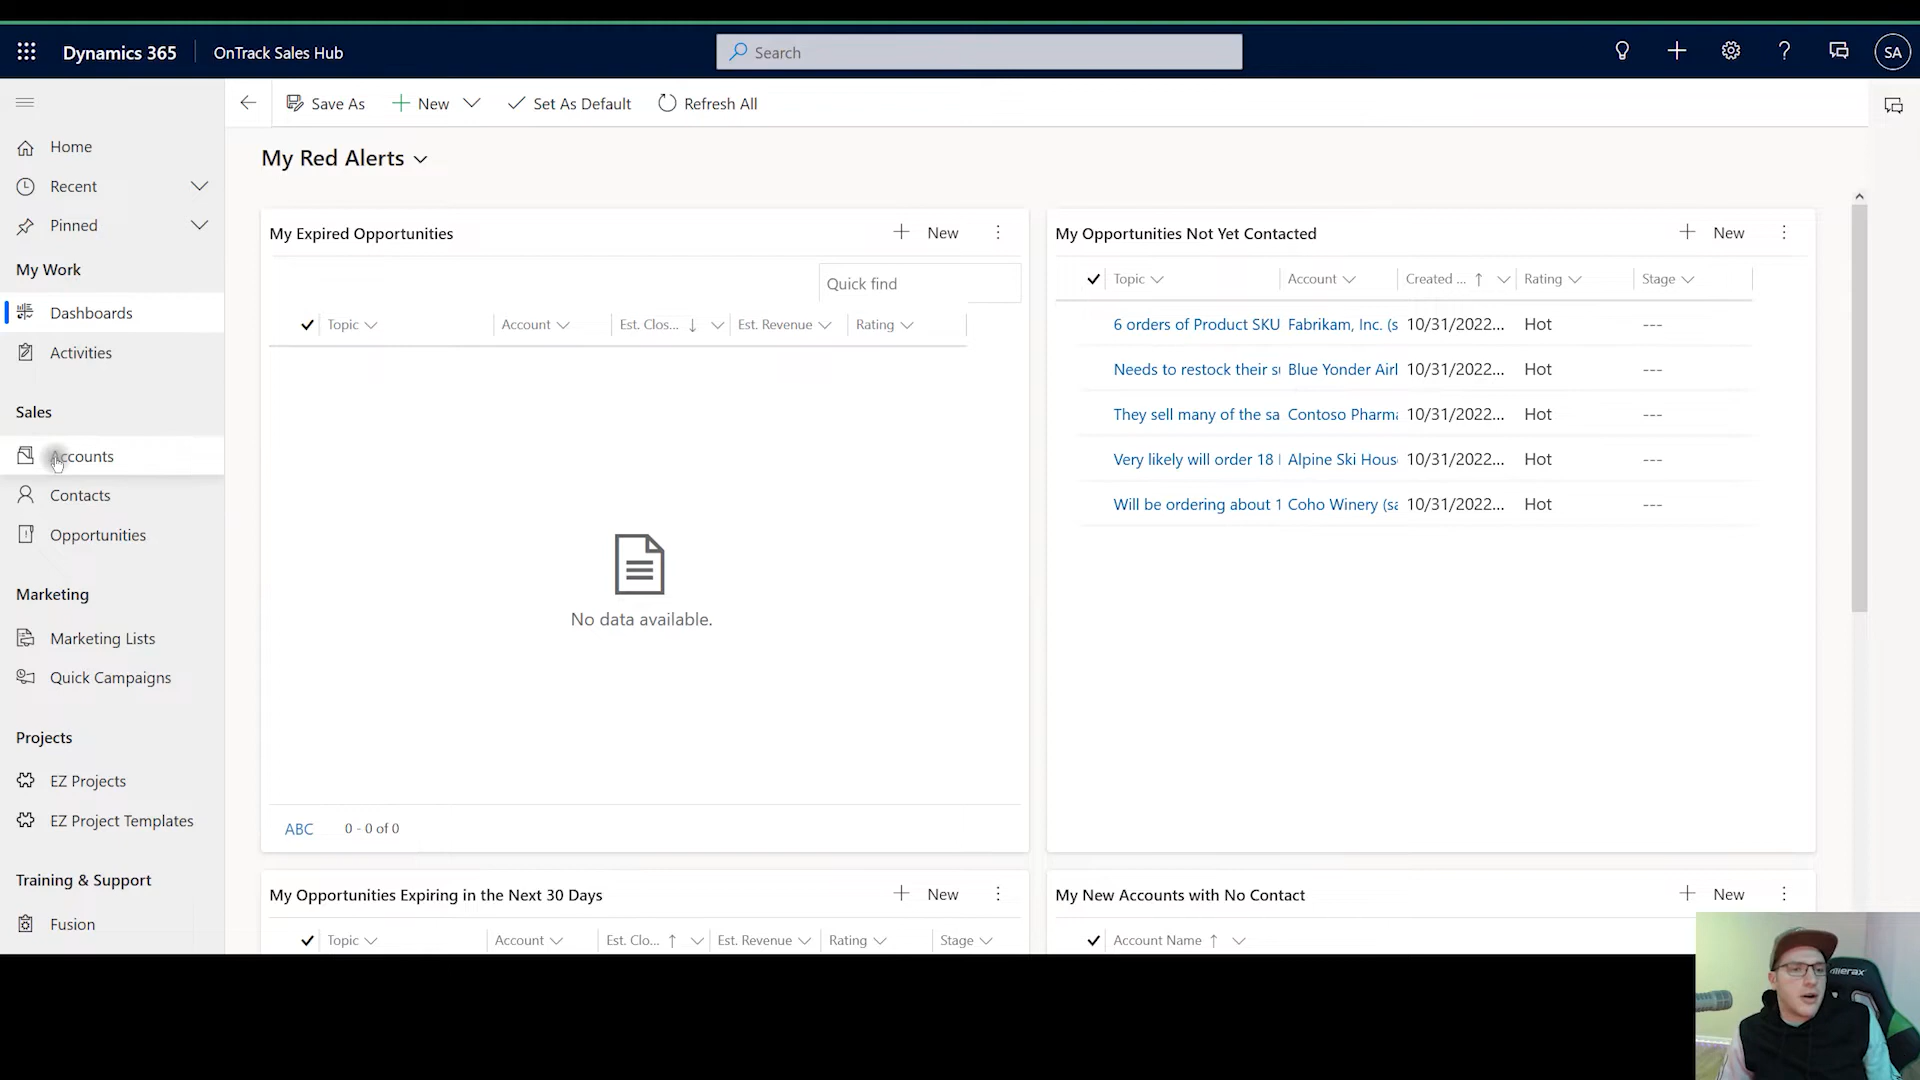 Dynamics 365
OnTrack Sales Hub
Search
SA
Save As
New
Set As Default
Refresh All
Home
Recent
Pinned
My Work
Dashboards
Activities
Sales
Accounts
Contacts
Opportunities
Marketing
Marketing Lists
Quick Campaigns
Projects
EZ Projects
EZ Project Templates
Training & Support
Fusion
My Red Alerts
My Expired Opportunities
New
Quick find
Topic Account Est. Clos... Est. Revenue Rating
No data available.
ABC 0 - 0 of 0
My Opportunities Not Yet Contacted
New
Topic Account Created ... Rating Stage
6 orders of Product SKU Fabrikam, Inc. (s 10/31/2022... Hot ---
Needs to restock their s Blue Yonder Airl 10/31/2022... Hot ---
They sell many of the sa Contoso Pharma 10/31/2022... Hot ---
Very likely will order 18 Alpine Ski Hous 10/31/2022... Hot ---
Will be ordering about 1 Coho Winery (sa 10/31/2022... Hot ---
My Opportunities Expiring in the Next 30 Days
New
Topic Account Est. Clo... Est. Revenue Rating Stage
My New Accounts with No Contact
New
Account Name